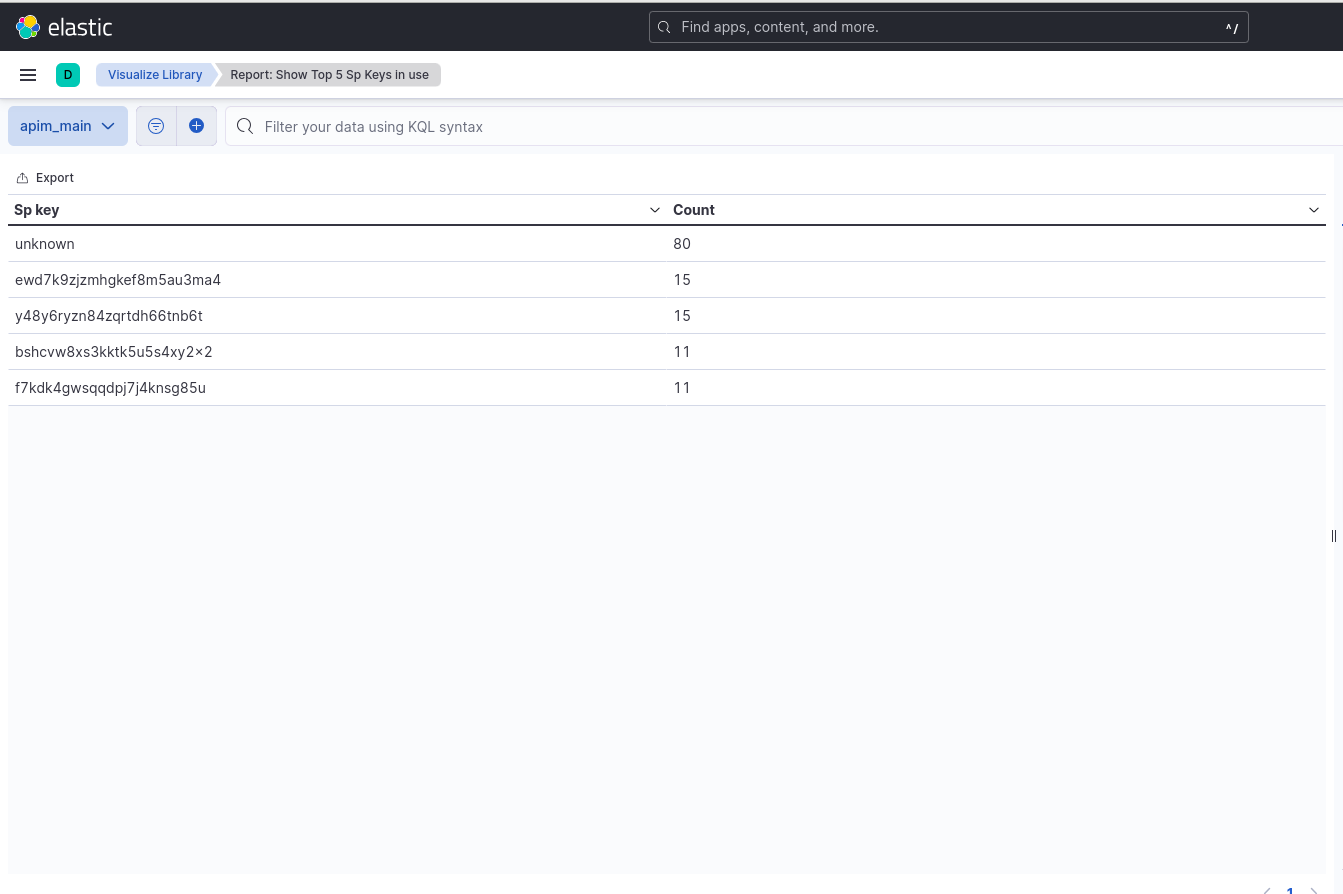 elastic
Find apps, content, and more.
^/
D
Visualize Library
Report: Show Top 5 Sp Keys in use
apim_main
Filter your data using KQL syntax
Export
Sp key Count
unknown 80
ewd7k9zjzmhgkef8m5au3ma4 15
y48y6ryzn84zqrtdh66tnb6t 15
bshcvw8xs3kktk5u5s4xy2×2 11
f7kdk4gwsqqdpj7j4knsg85u 11
1